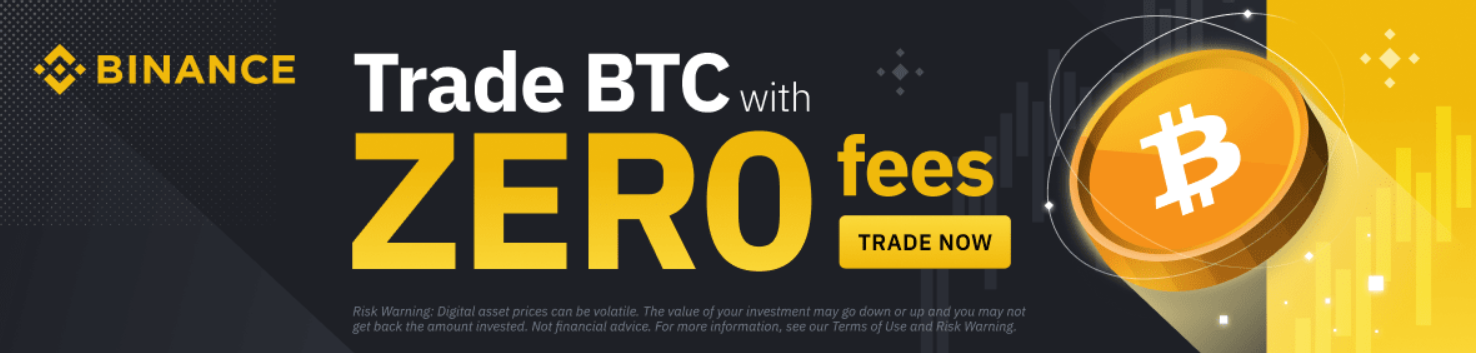 BINANCE
Trade BTC with
ZERO fees
TRADE NOW
Risk Warning: Digital asset prices can be volatile. The value of your investment may go down or up and you may not
get back the amount invested. Not financial advice. For more information, see our Terms of Use and Risk Warning.